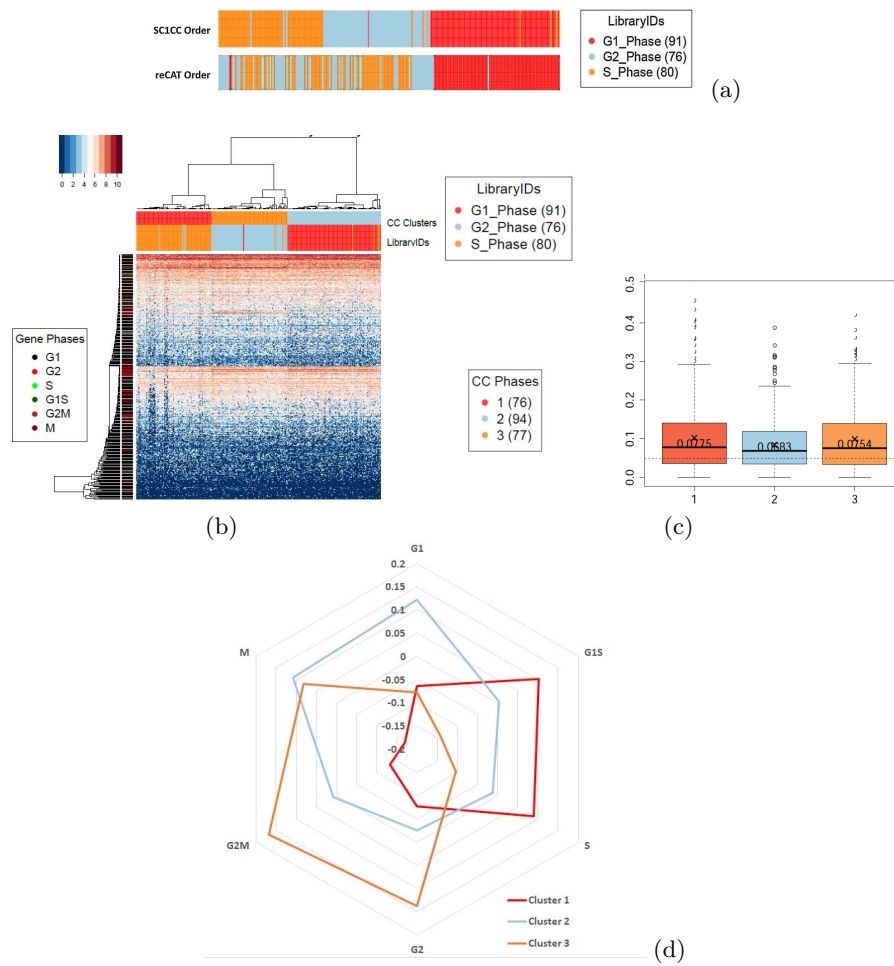 SC1CC Order
reCAT Order
LibraryIDs
G1_Phase (91)
G2_Phase (76)
S_Phase (80)
(a)
0 2 4 6 8 10
CC Clusters
LibraryIDs
LibraryIDs
G1_Phase (91)
G2_Phase (76)
S_Phase (80)
Gene Phases
G1
G2
S
G1S
G2M
M
CC Phases
1 (76)
2 (94)
3 (77)
(b)
0.5
0.4
0.3
0.2
0.1
0.0
0.0775
0.0754
1 2 3
(c)
G1
0.2
0.15
0.1
0.05
0
-0.05
-0.1
-0.15
-0.2
M
G1S
G2M
S
G2
Cluster 1
Cluster 2
Cluster 3
(d)